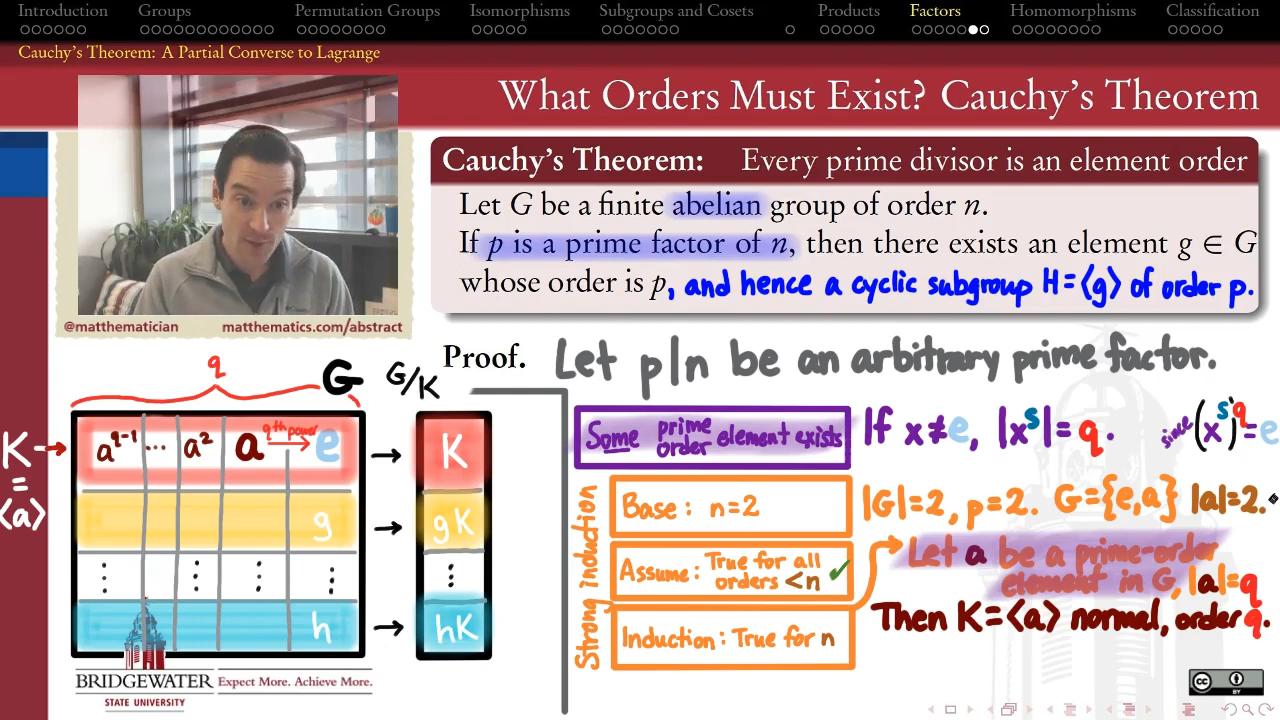 Introduction Groups Permutation Groups Isomorphisms Subgroups and Cosets Products Factors Homomorphisms Classification
Cauchy's Theorem: A Partial Converse to Lagrange
What Orders Must Exist? Cauchy's Theorem
@matthematician matthematics.com/abstract
Cauchy's Theorem: Every prime divisor is an element order
Let G be a finite abelian group of order n.
If p is a prime factor of n, then there exists an element g ∈ G
whose order is p, and hence a cyclic subgroup H=⟨g⟩ of order p.
Proof. Let p|n be an arbitrary prime factor.
q
G G/K
K = ⟨a⟩
a^q-1 ... a² a qth power e
g
⋮ ⋮ ⋮
h
K
gK
⋮
hK
Some prime order element exists
If x≠e, |x^s|=q. since (x^s)^q=e
Strong induction
Base: n=2
|G|=2, p=2. G={e,a} |a|=2.
Assume: True for all orders <n ✓
Let a be a prime-order
element in G, |a|=q
Induction: True for n
Then K=⟨a⟩ normal, order q.
BRIDGEWATER
STATE UNIVERSITY
Expect More. Achieve More.
cc